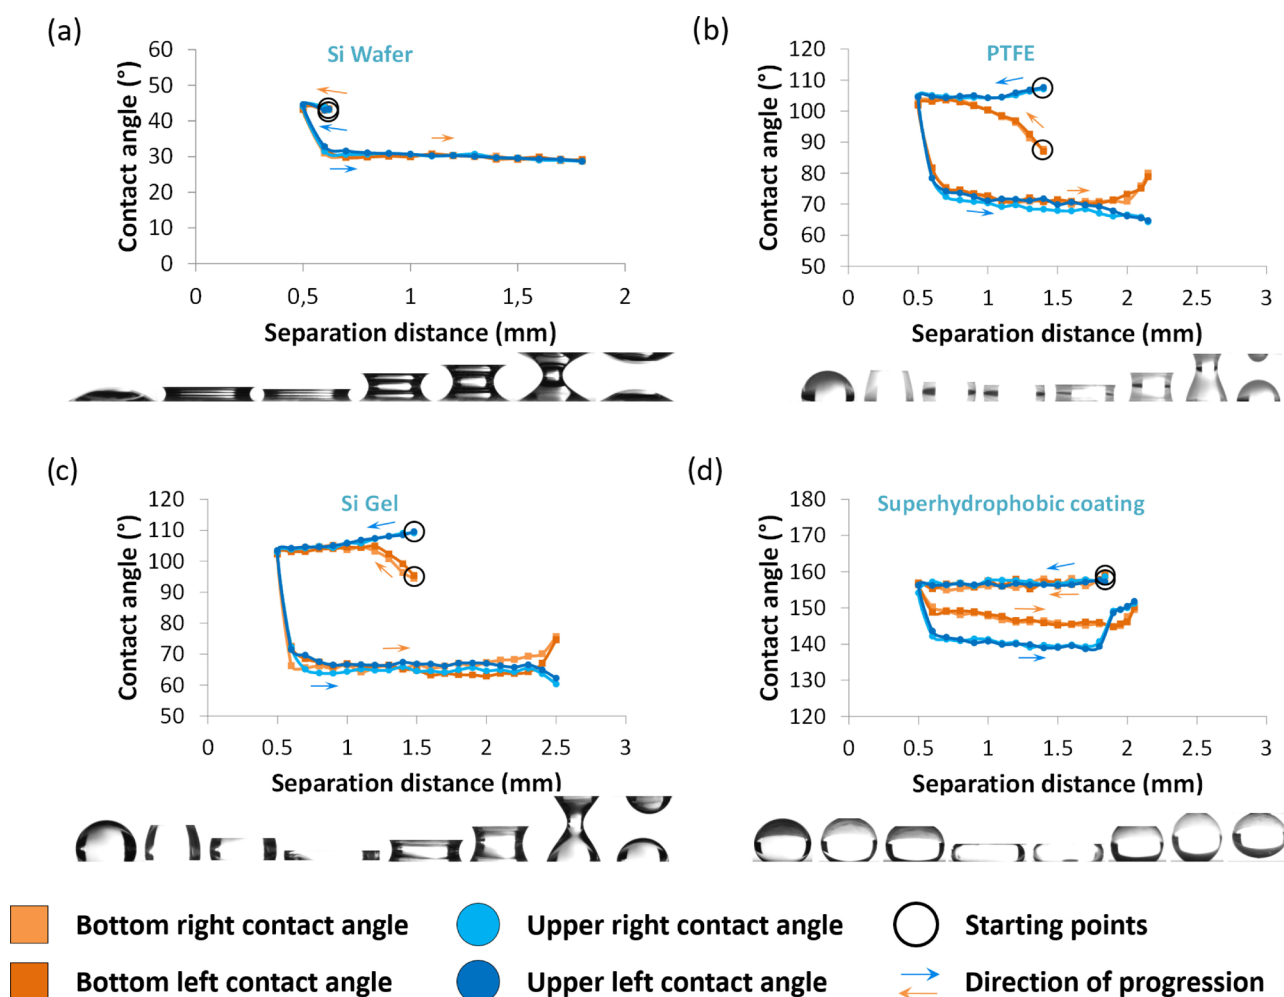 (a)
Si Wafer
Contact angle (°)
60
50
40
30
20
10
0
0 0,5 1 1,5 2
Separation distance (mm)
(b)
PTFE
Contact angle (°)
120
110
100
90
80
70
60
50
0 0.5 1 1.5 2 2.5 3
Separation distance (mm)
(c)
Si Gel
Contact angle (°)
120
110
100
90
80
70
60
50
0 0.5 1 1.5 2 2.5 3
Separation distance (mm)
(d)
Superhydrophobic coating
Contact angle (°)
180
170
160
150
140
130
120
0 0.5 1 1.5 2 2.5 3
Separation distance (mm)
Bottom right contact angle
Upper right contact angle
Starting points
Bottom left contact angle
Upper left contact angle
Direction of progression